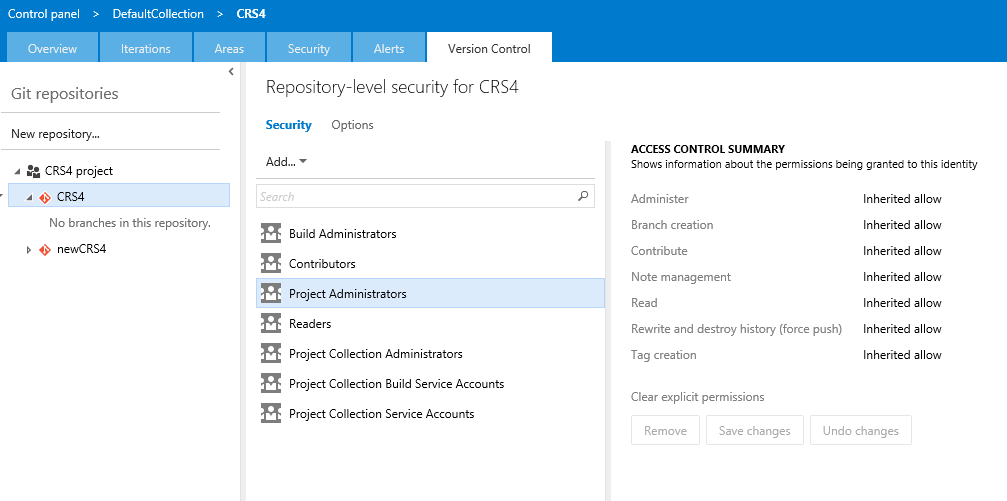 Control panel > DefaultCollection > CRS4
Overview Iterations Areas Security Alerts Version Control
Git repositories
New repository...
CRS4 project
CRS4
No branches in this repository.
newCRS4
Repository-level security for CRS4
Security Options
Add...
Search
Build Administrators
Contributors
Project Administrators
Readers
Project Collection Administrators
Project Collection Build Service Accounts
Project Collection Service Accounts
ACCESS CONTROL SUMMARY
Shows information about the permissions being granted to this identity
Administer Inherited allow
Branch creation Inherited allow
Contribute Inherited allow
Note management Inherited allow
Read Inherited allow
Rewrite and destroy history (force push) Inherited allow
Tag creation Inherited allow
Clear explicit permissions
Remove Save changes Undo changes